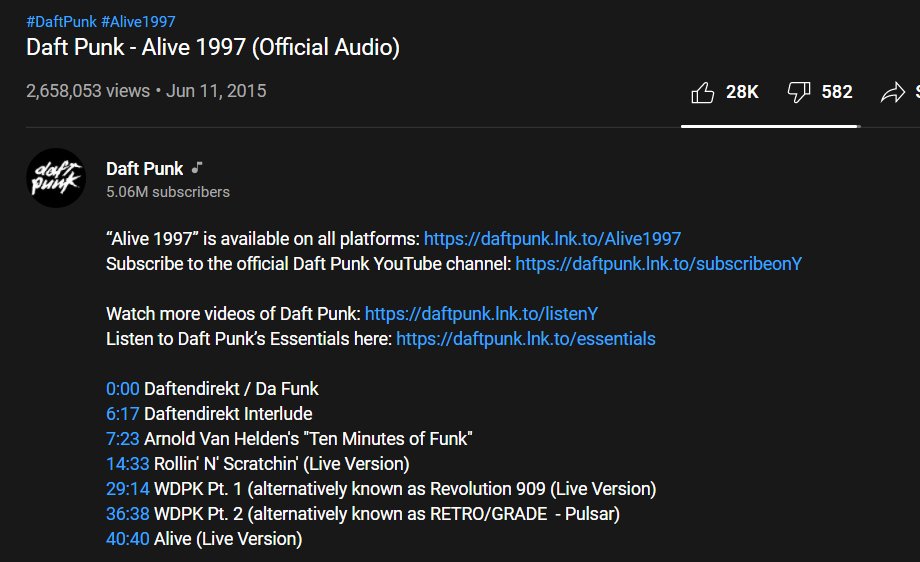 #DaftPunk #Alive1997
Daft Punk - Alive 1997 (Official Audio)
2,658,053 views • Jun 11, 2015
28K 582 S
daft punk
Daft Punk
5.06M subscribers
“Alive 1997” is available on all platforms: https://daftpunk.lnk.to/Alive1997
Subscribe to the official Daft Punk YouTube channel: https://daftpunk.lnk.to/subscribeonY
Watch more videos of Daft Punk: https://daftpunk.lnk.to/listenY
Listen to Daft Punk’s Essentials here: https://daftpunk.lnk.to/essentials
0:00 Daftendirekt / Da Funk
6:17 Daftendirekt Interlude
7:23 Arnold Van Helden's "Ten Minutes of Funk"
14:33 Rollin' N' Scratchin' (Live Version)
29:14 WDPK Pt. 1 (alternatively known as Revolution 909 (Live Version)
36:38 WDPK Pt. 2 (alternatively known as RETRO/GRADE - Pulsar)
40:40 Alive (Live Version)